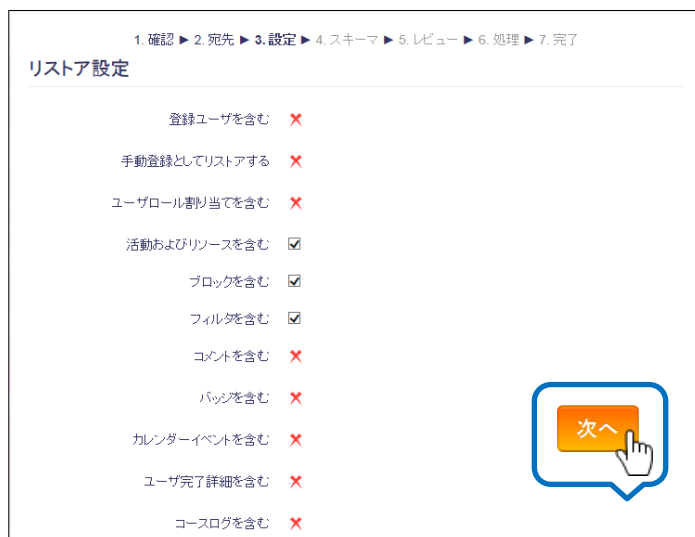 1. 確認 ► 2. 宛先 ► 3. 設定 ► 4. スキーマ ► 5. レビュー ► 6. 処理 ► 7. 完了
リストア設定
登録ユーザを含む
手動登録としてリストアする
ユーザロール割り当てを含む
活動およびリソースを含む
ブロックを含む
フィルタを含む
コメントを含む
バッジを含む
次へ
カレンダーイベントを含む
ユーザ完了詳細を含む
コースログを含む